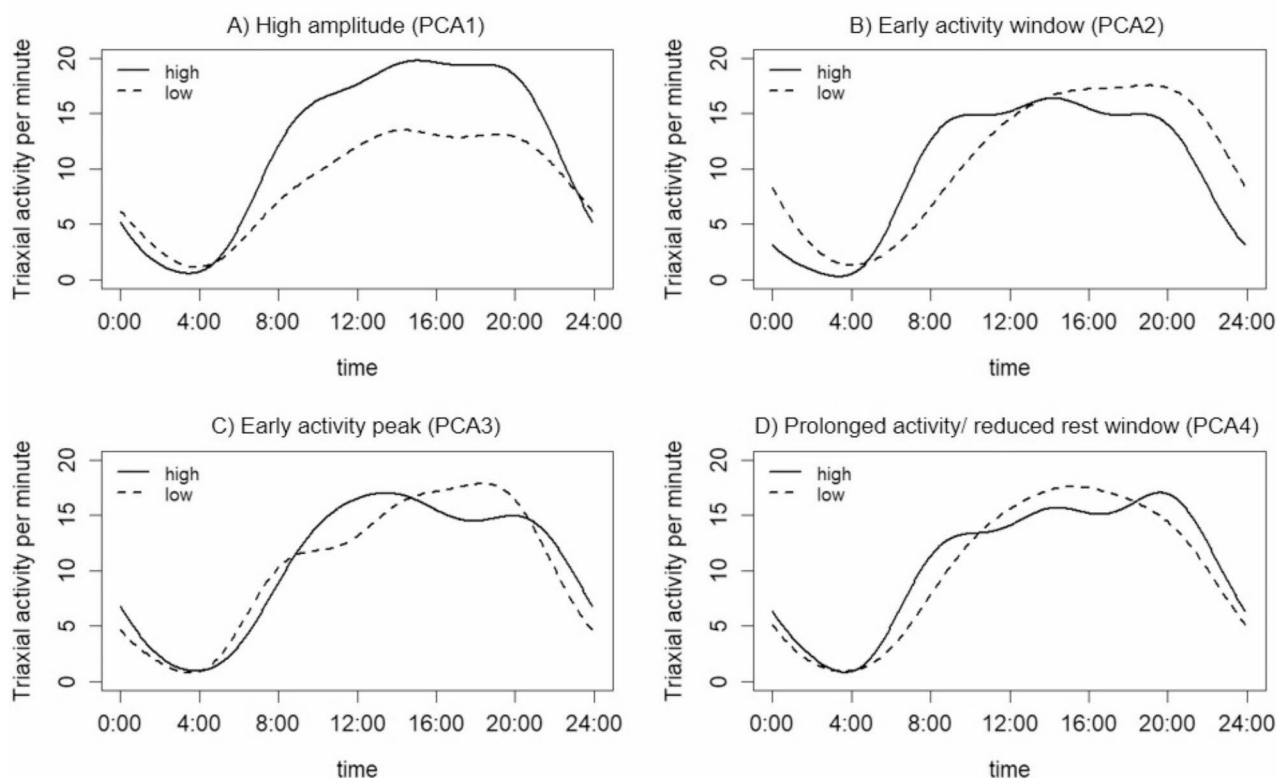 A) High amplitude (PCA1)
Triaxial activity per minute
20
15
10
5
0
high
low
0:00 4:00 8:00 12:00 16:00 20:00 24:00
time
B) Early activity window (PCA2)
Triaxial activity per minute
20
15
10
5
0
high
low
0:00 4:00 8:00 12:00 16:00 20:00 24:00
time
C) Early activity peak (PCA3)
Triaxial activity per minute
20
15
10
5
0
high
low
0:00 4:00 8:00 12:00 16:00 20:00 24:00
time
D) Prolonged activity/ reduced rest window (PCA4)
Triaxial activity per minute
20
15
10
5
0
high
low
0:00 4:00 8:00 12:00 16:00 20:00 24:00
time